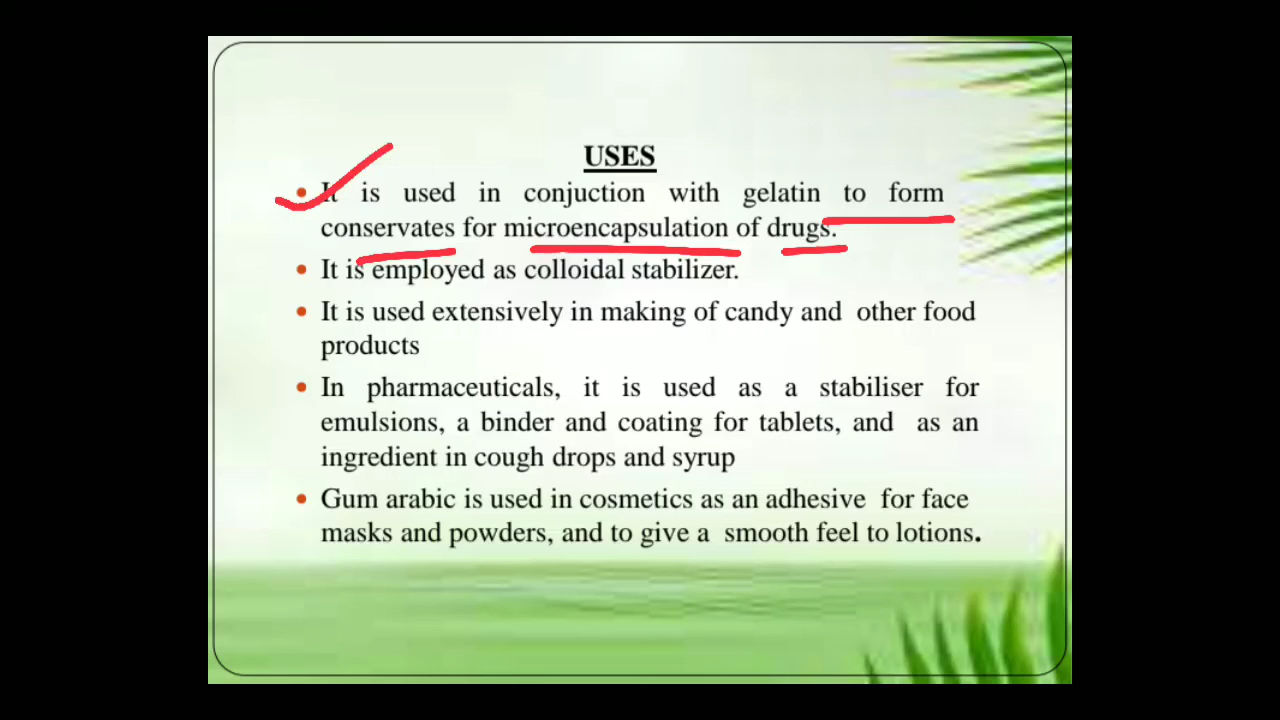 USES
• It is used in conjuction with gelatin to form
conservates for microencapsulation of drugs.
• It is employed as colloidal stabilizer.
• It is used extensively in making of candy and other food
products
• In pharmaceuticals, it is used as a stabiliser for
emulsions, a binder and coating for tablets, and as an
ingredient in cough drops and syrup
• Gum arabic is used in cosmetics as an adhesive for face
masks and powders, and to give a smooth feel to lotions.